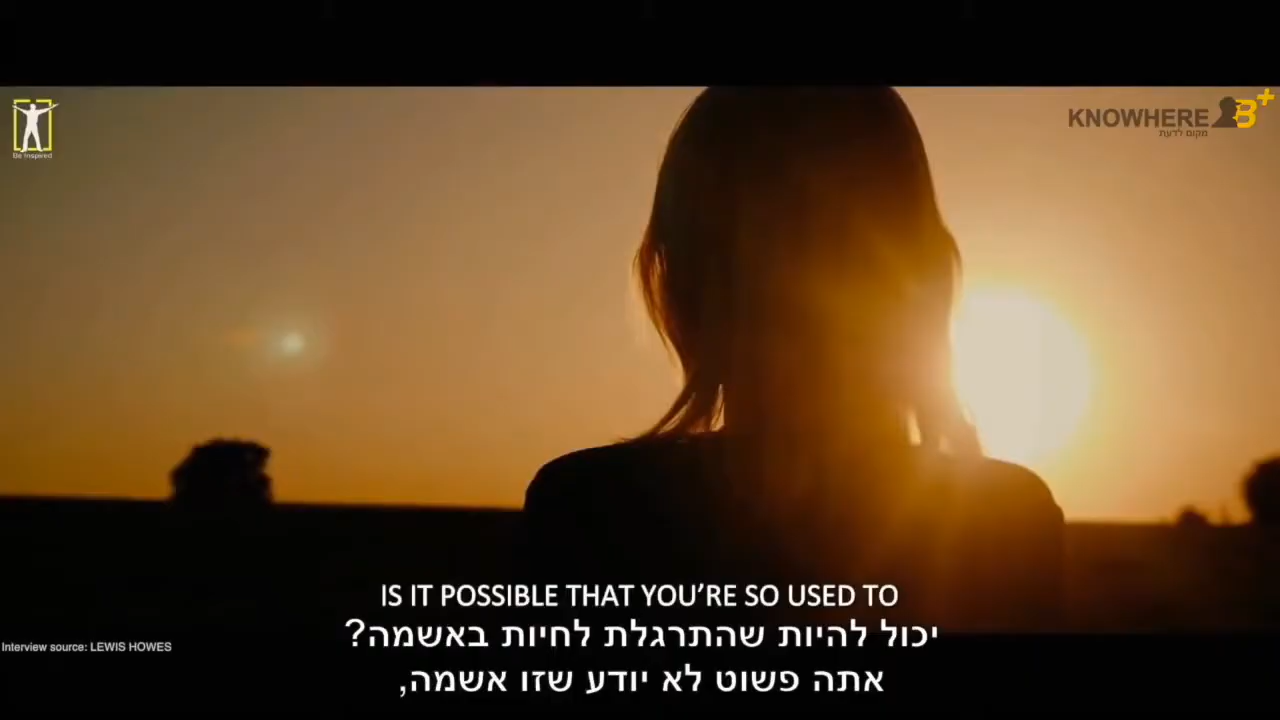 Be Inspired
KNOWHERE B+
מקום לדעת
IS IT POSSIBLE THAT YOU'RE SO USED TO
יכול להיות שהתרגלת לחיות באשמה?
אתה פשוט לא יודע שזו אשמה,
Interview source: LEWIS HOWES